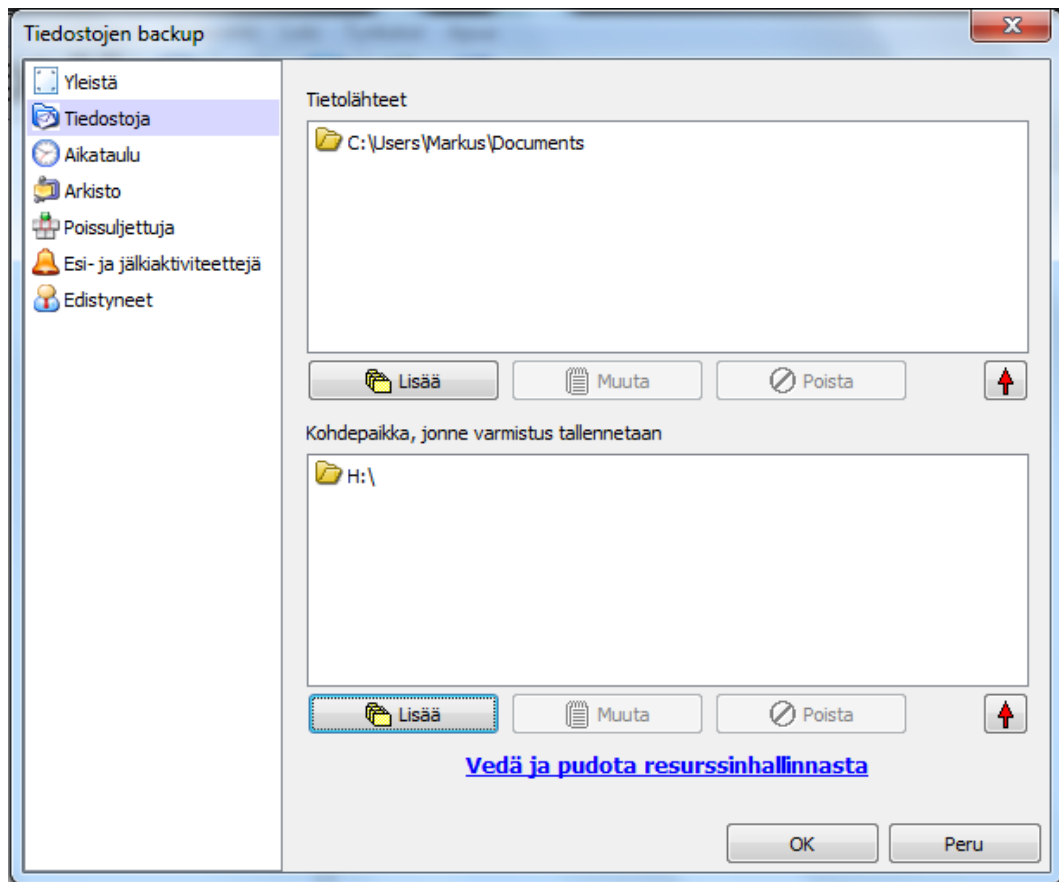 Tiedostojen backup
Yleistä
Tiedostoja
Aikataulu
Arkisto
Poissuljettuja
Esi- ja jälkiaktiviteettejä
Edistyneet
Tietolähteet
C:\Users\Markus\Documents
Lisää Muuta Poista
Kohdepaikka, jonne varmistus tallennetaan
H:\
Lisää Muuta Poista
Vedä ja pudota resurssinhallinnasta
OK Peru